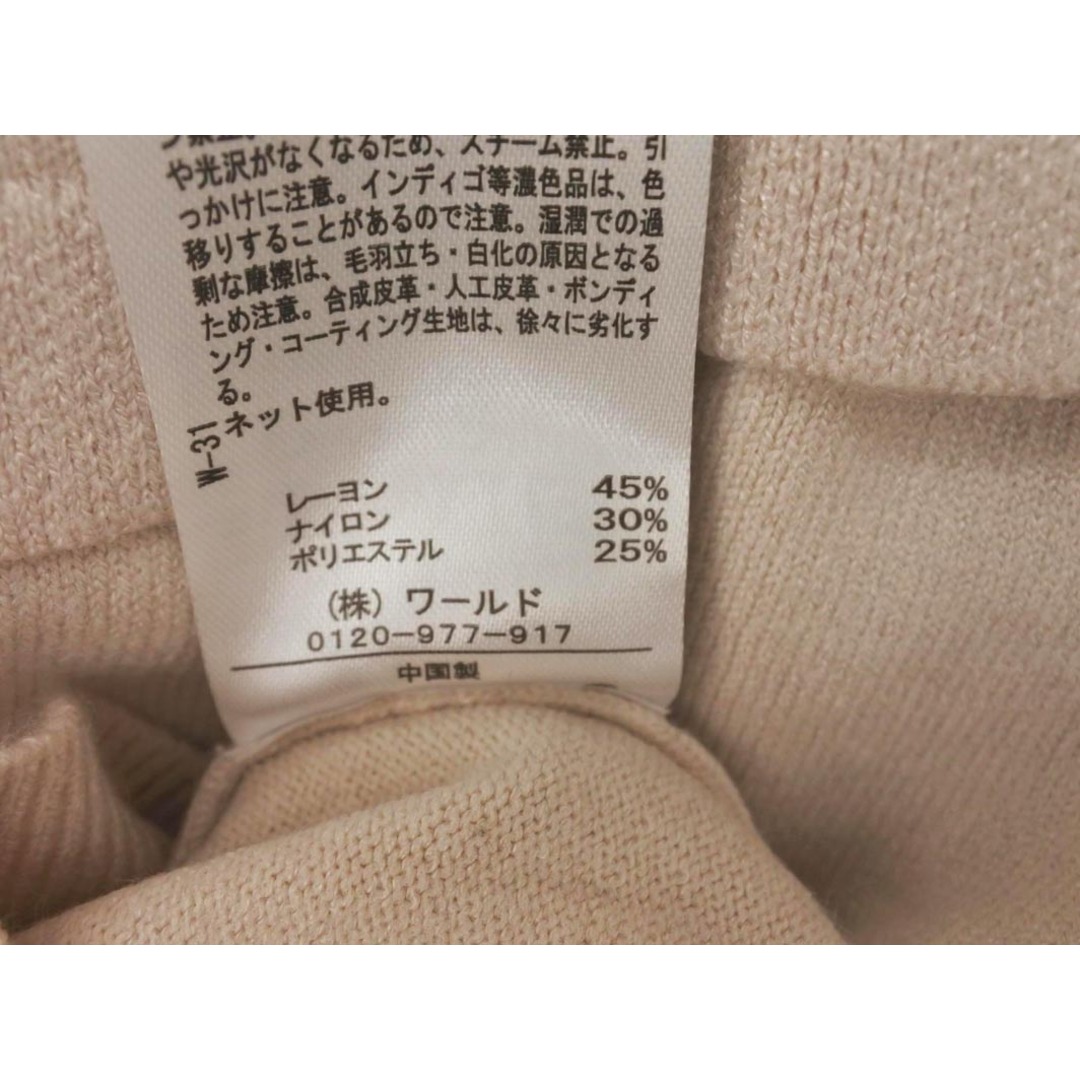 や光沢がなくなるため、スチーム禁止。引
っかけに注意。インディゴ等濃色品は、色
移りすることがあるので注意。湿潤での過
剰な摩擦は、毛羽立ち・白化の原因となる
ため注意。合成皮革・人工皮革・ボンディ
ング・コーティング生地は、徐々に劣化す
る。
W-31 ネット使用。
レーヨン 45%
ナイロン 30%
ポリエステル 25%
(株) ワールド
0120-977-917
中国製